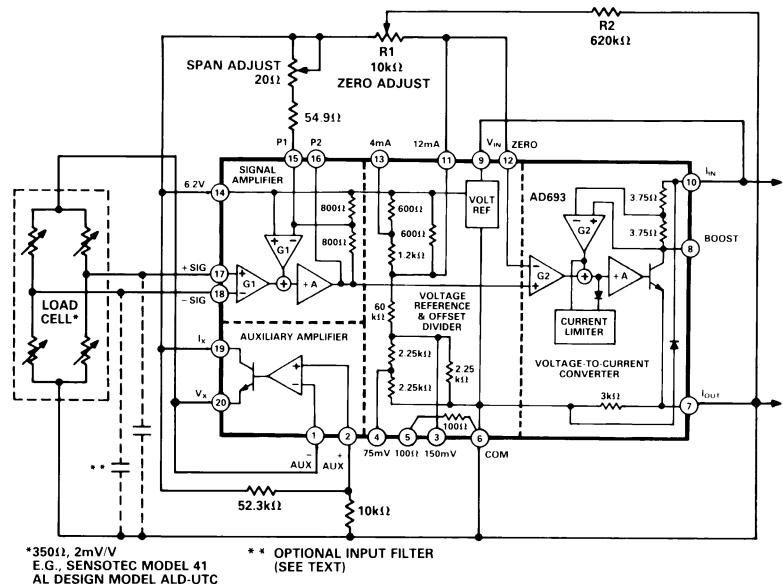 R2
620kΩ
R1
10kΩ
ZERO ADJUST
SPAN ADJUST
20Ω
54.9Ω
P1
P2
4mA
12mA
VIN
ZERO
15
16
13
11
9
12
6.2V
14
SIGNAL
AMPLIFIER
800Ω
800Ω
600Ω
600Ω
1.2kΩ
VOLT
REF
AD693
3.75Ω
3.75Ω
10
IIN
8
BOOST
G1
G2
+ SIG
17
– SIG
18
G1
+A
G2
+A
LOAD
CELL*
60
kΩ
VOLTAGE
REFERENCE
& OFFSET
DIVIDER
CURRENT
LIMITER
AUXILIARY AMPLIFIER
IX
19
VX
20
2.25kΩ
2.25kΩ
2.25
kΩ
VOLTAGE-TO-CURRENT
CONVERTER
3kΩ
7
IOUT
100Ω
1
2
4
5
3
6
– AUX
+ AUX
75mV
100Ω
150mV
COM
* *
52.3kΩ
10kΩ
*350Ω, 2mV/V
E.G., SENSOTEC MODEL 41
AL DESIGN MODEL ALD-UTC
* * OPTIONAL INPUT FILTER
(SEE TEXT)